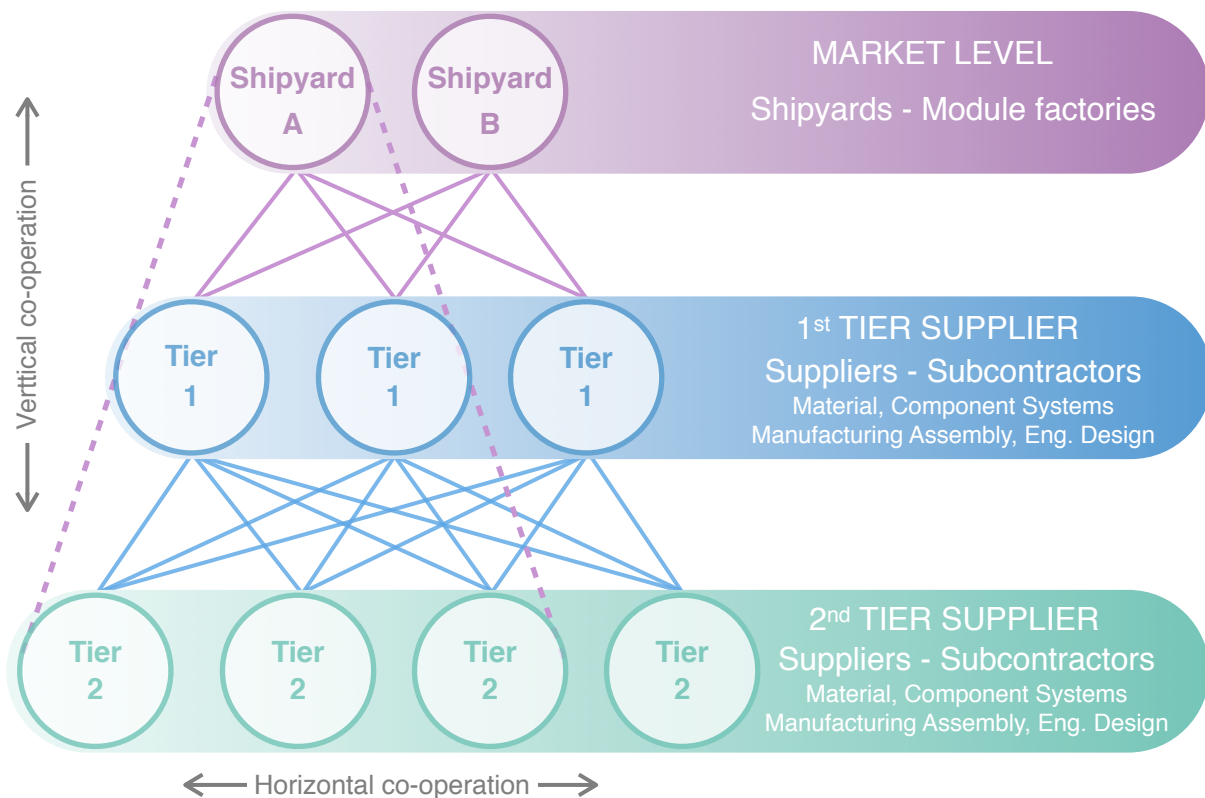 Shipyard
A
Shipyard
B
MARKET LEVEL
Shipyards - Module factories
Verttical co-operation
Tier
1
Tier
1
Tier
1
1st TIER SUPPLIER
Suppliers - Subcontractors
Material, Component Systems
Manufacturing Assembly, Eng. Design
Tier
2
Tier
2
Tier
2
Tier
2
2nd TIER SUPPLIER
Suppliers - Subcontractors
Material, Component Systems
Manufacturing Assembly, Eng. Design
Horizontal co-operation